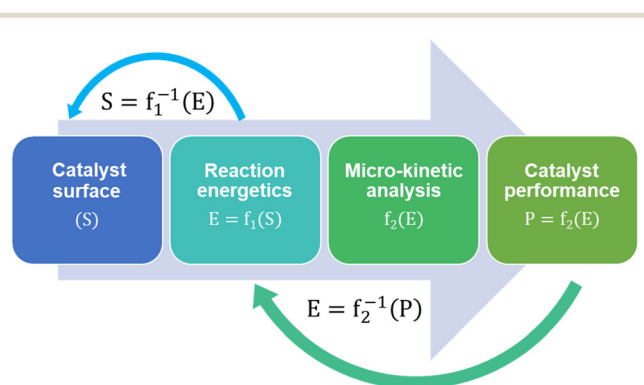 S = f₁⁻¹(E)
Catalyst
surface
(S)
Reaction
energetics
E = f₁(S)
Micro-kinetic
analysis
f₂(E)
Catalyst
performance
P = f₂(E)
E = f₂⁻¹(P)